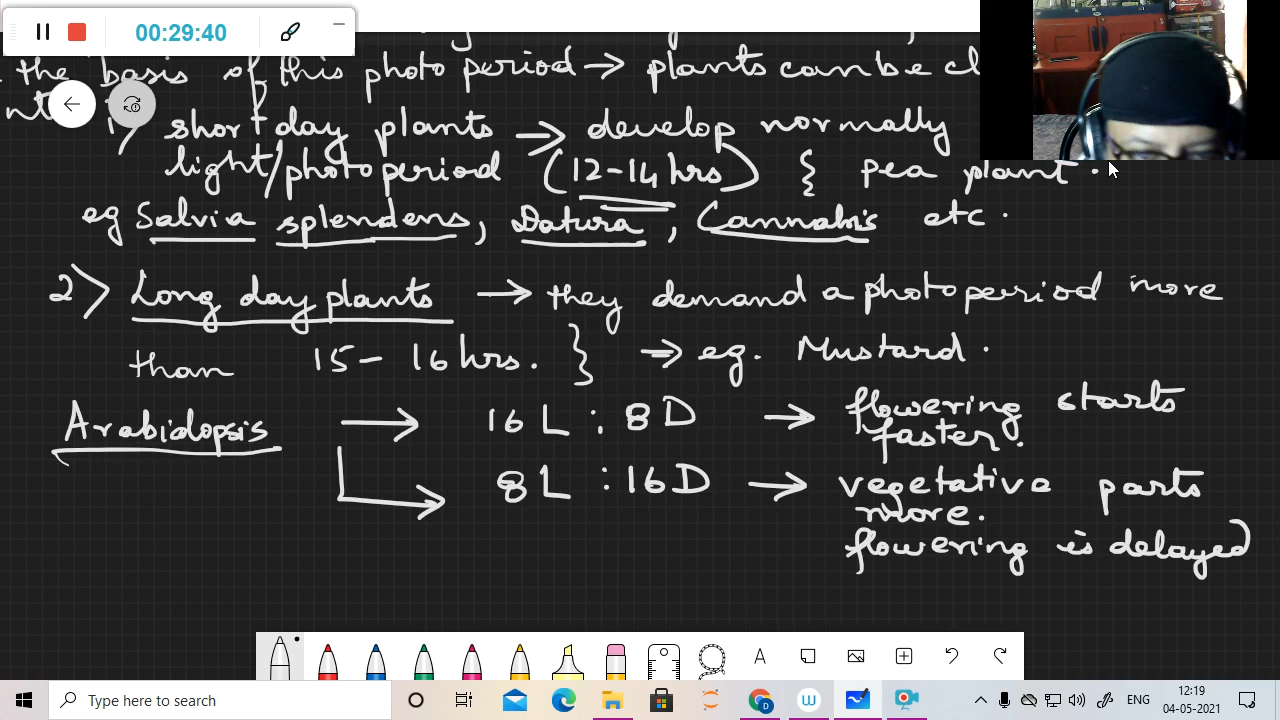 00:29:40
the basis of this photo period → plants can be cl
1) short day plants → develop normally
light/photoperiod (12-14 hrs) { pea plant.
eg Salvia splendens, Datura, Cannabis etc.
2> Long day plants → they demand a photoperiod more
than 15-16 hrs. } → eg. Mustard.
Arabidopsis → 16 L : 8 D → flowering starts
faster.
8 L : 16 D → vegetative parts
more.
flowering is delayed
A
Type here to search
ENG
12:19
04-05-2021